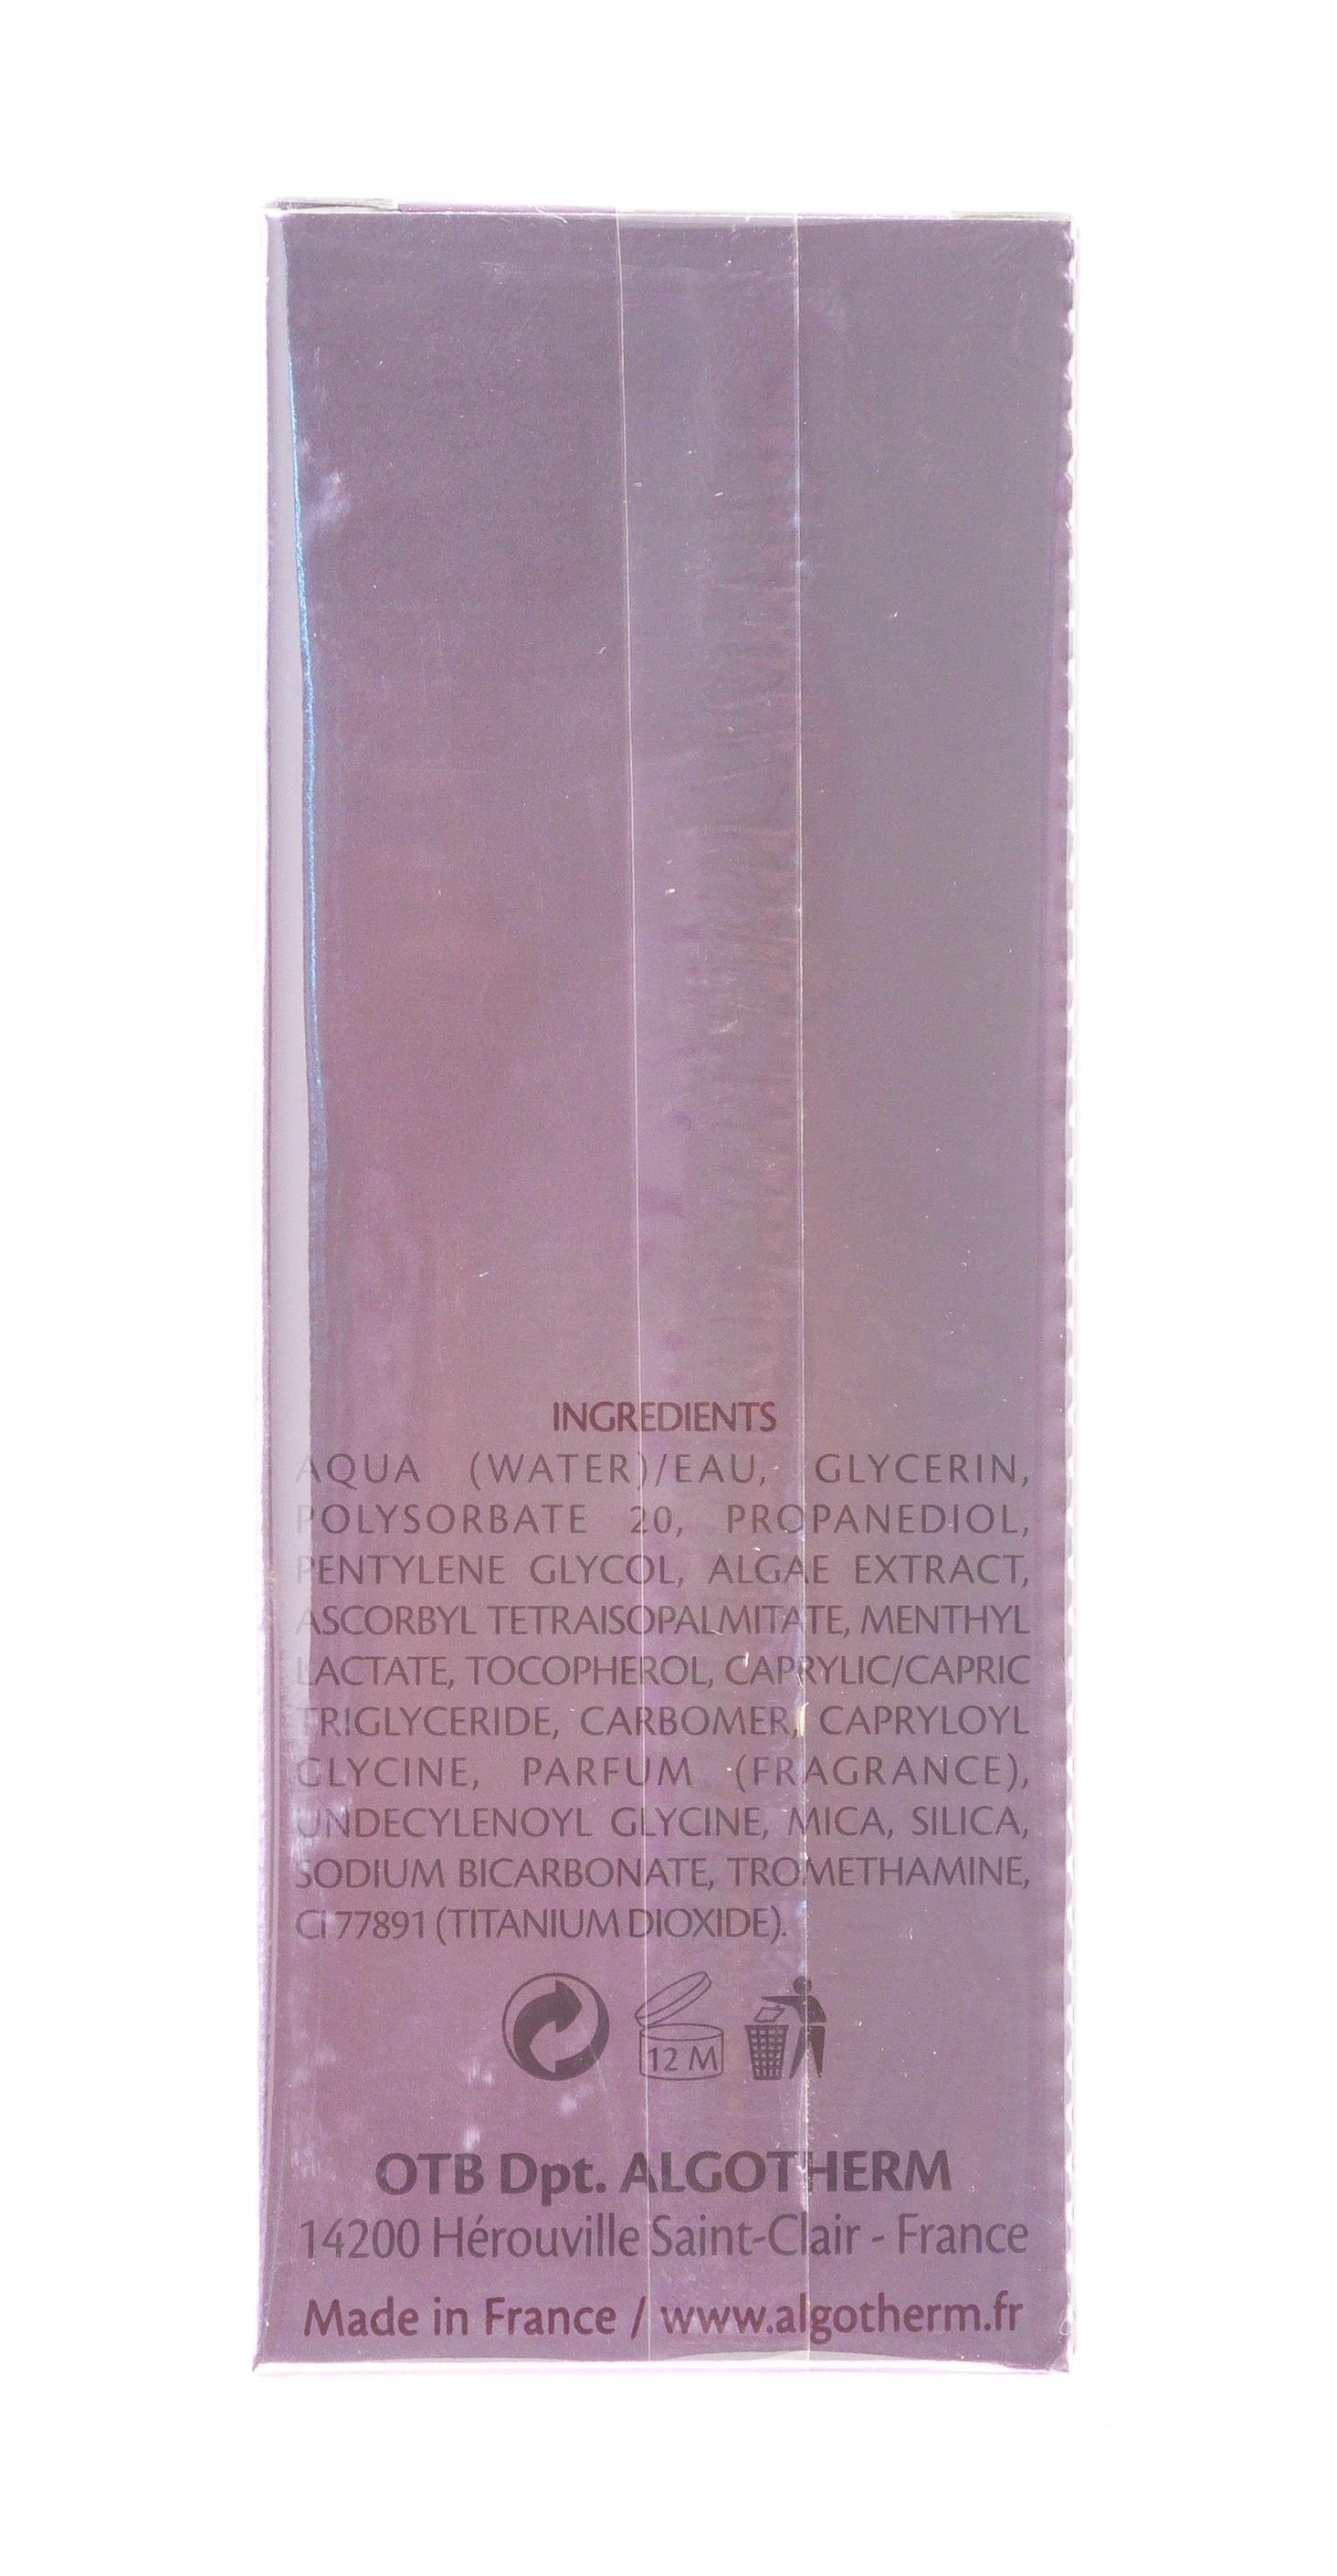 INGREDIENTS
AQUA (WATER)/EAU, GLYCERIN,
POLYSORBATE 20, PROPANEDIOL,
PENTYLENE GLYCOL, ALGAE EXTRACT,
ASCORBYL TETRAISOPALMITATE, MENTHYL
LACTATE, TOCOPHEROL, CAPRYLIC/CAPRIC
TRIGLYCERIDE, CARBOMER, CAPRYLOYL
GLYCINE, PARFUM (FRAGRANCE),
UNDECYLENOYL GLYCINE, MICA, SILICA,
SODIUM BICARBONATE, TROMETHAMINE,
CI 77891 (TITANIUM DIOXIDE).
12 M
OTB Dpt. ALGOTHERM
14200 Hérouville Saint-Clair - France
Made in France / www.algotherm.fr